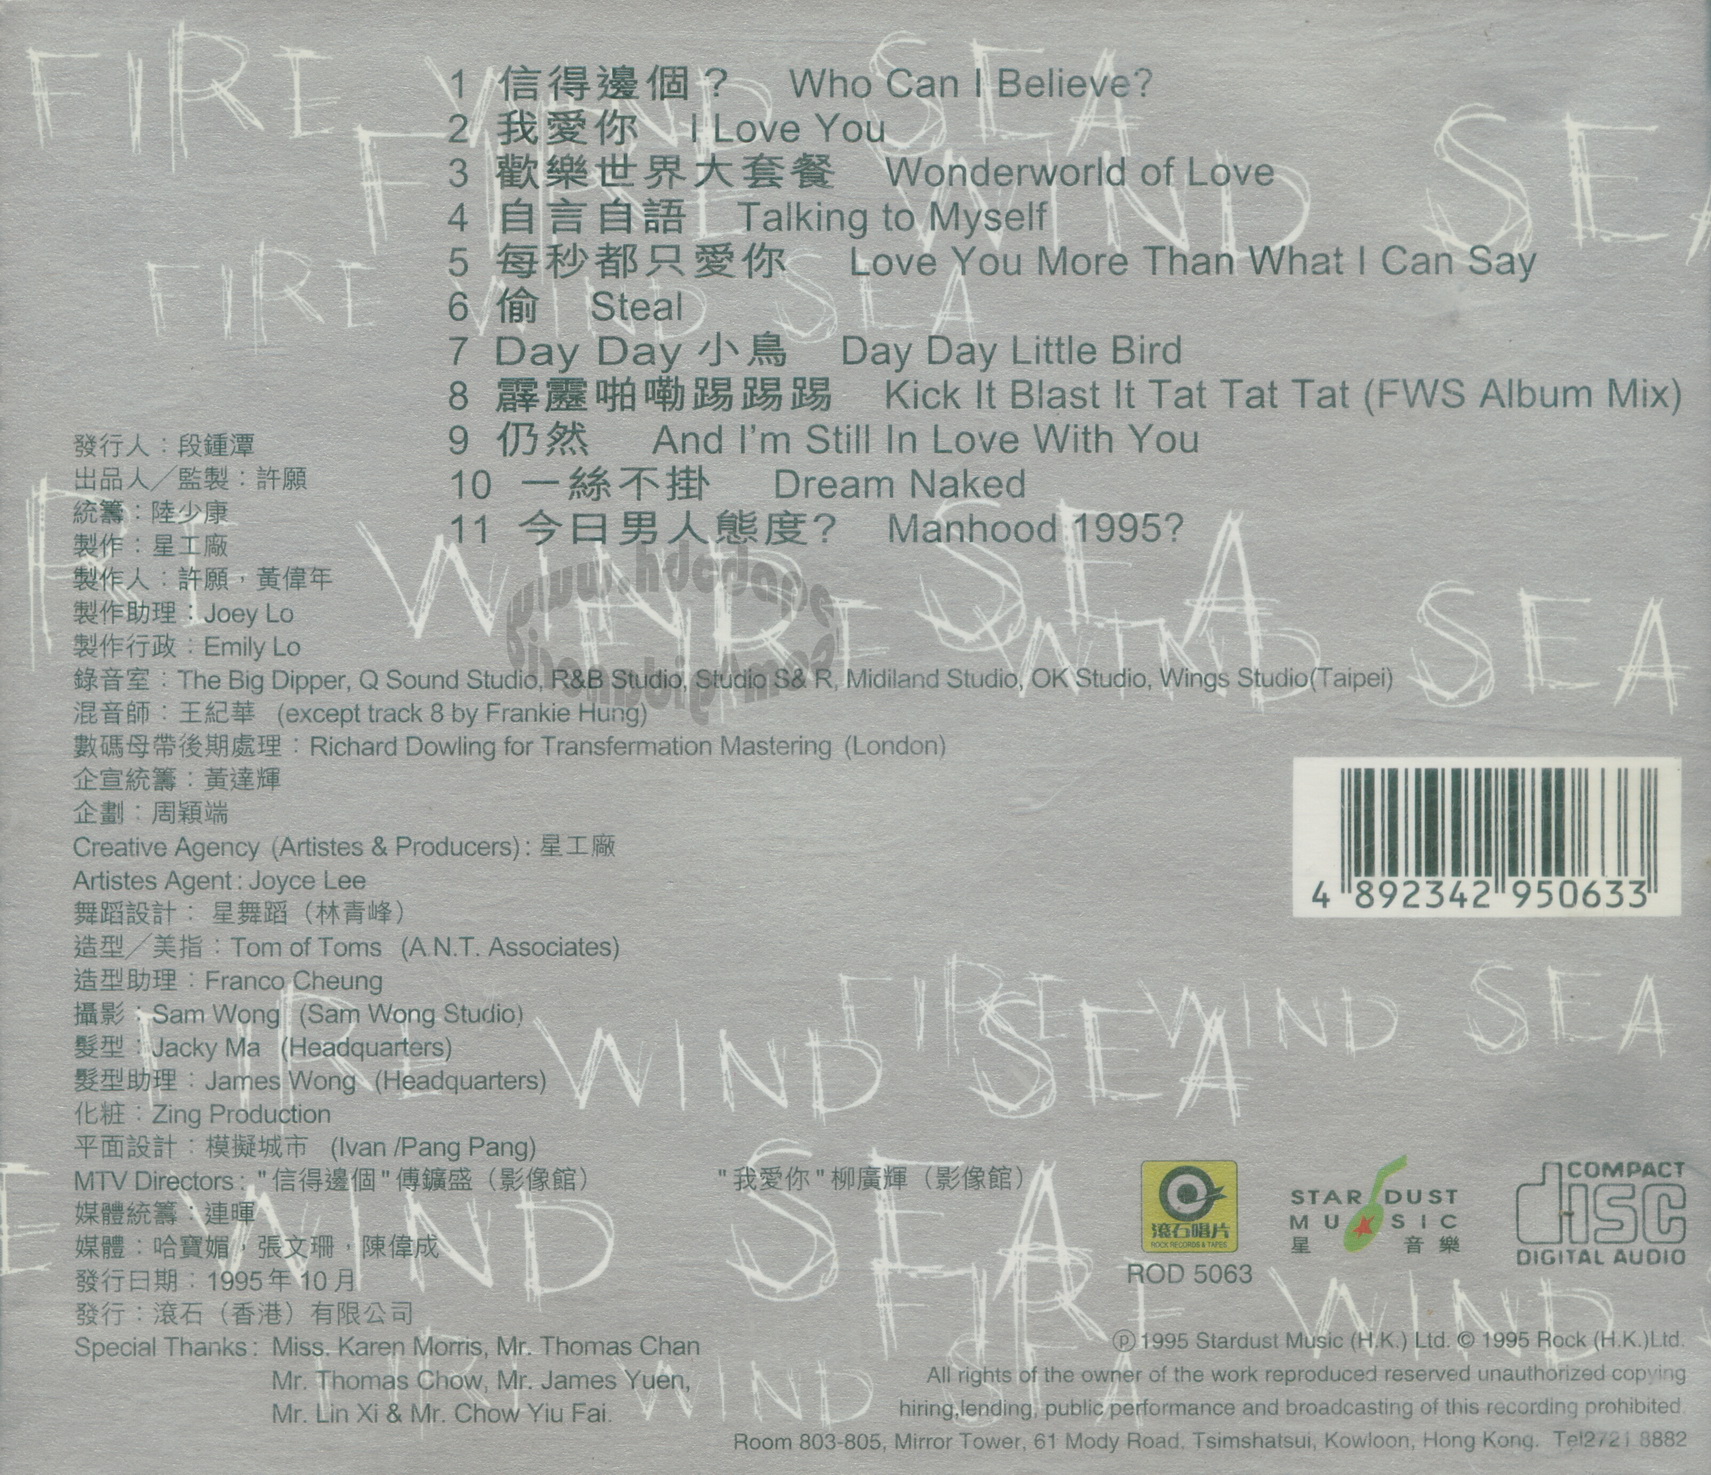 1 信得邊個？ Who Can I Believe?
2 我愛你 I Love You
3 歡樂世界大套餐 Wonderworld of Love
4 自言自語 Talking to Myself
5 每秒都只愛你 Love You More Than What I Can Say
6 偷 Steal
7 Day Day 小鳥 Day Day Little Bird
8 霹靂啪嘞踢踢踢 Kick It Blast It Tat Tat Tat (FWS Album Mix)
9 仍然 And I'm Still In Love With You
10 一絲不掛 Dream Naked
11 今日男人態度? Manhood 1995?
發行人：段鍾潭
出品人／監製：許願
統籌：陸少康
製作：星工廠
製作人：許願，黃偉年
製作助理：Joey Lo
製作行政：Emily Lo
錄音室：The Big Dipper, Q Sound Studio, R&B Studio, Studio S& R, Midiland Studio, OK Studio, Wings Studio(Taipei)
混音師：王紀華 (except track 8 by Frankie Hung)
數碼母帶後期處理：Richard Dowling for Transfermation Mastering (London)
企宣統籌：黃達輝
企劃：周穎端
Creative Agency (Artistes & Producers) : 星工廠
Artistes Agent : Joyce Lee
舞蹈設計： 星舞蹈（林青峰）
造型／美指：Tom of Toms (A.N.T. Associates)
造型助理：Franco Cheung
攝影：Sam Wong (Sam Wong Studio)
髮型：Jacky Ma (Headquarters)
髮型助理：James Wong (Headquarters)
化粧：Zing Production
平面設計：模擬城市 (Ivan /Pang Pang)
MTV Directors : "信得邊個"傅鑛盛（影像館） "我愛你"柳廣輝（影像館）
媒體統籌：連暉
媒體：哈寶媚，張文珊，陳偉成
發行日期：1995年10月
發行：滾石（香港）有限公司
Special Thanks : Miss. Karen Morris, Mr. Thomas Chan
Mr. Thomas Chow, Mr. James Yuen,
Mr. Lin Xi & Mr. Chow Yiu Fai.
4 892342 950633
滾石唱片
ROCK RECORDS & TAPES
ROD 5063
STAR DUST
MUSIC
星 音樂
COMPACT
disc
DIGITAL AUDIO
Ⓟ 1995 Stardust Music (H.K.) Ltd. © 1995 Rock (H.K.)Ltd.
All rights of the owner of the work reproduced reserved unauthorized copying
hiring,lending, public performance and broadcasting of this recording prohibited.
Room 803-805, Mirror Tower, 61 Mody Road. Tsimshatsui, Kowloon, Hong Kong. Tel2721 8882
FIRE WIND SEA
FIRE WIND SEA
FIRE WIND SEA
FIRE WIND SEA
FIRE WIND SEA
FIRE WIND SEA
FIRE WIND SEA
WIND SEA
FIRE WIND
FIRE WIND SEA